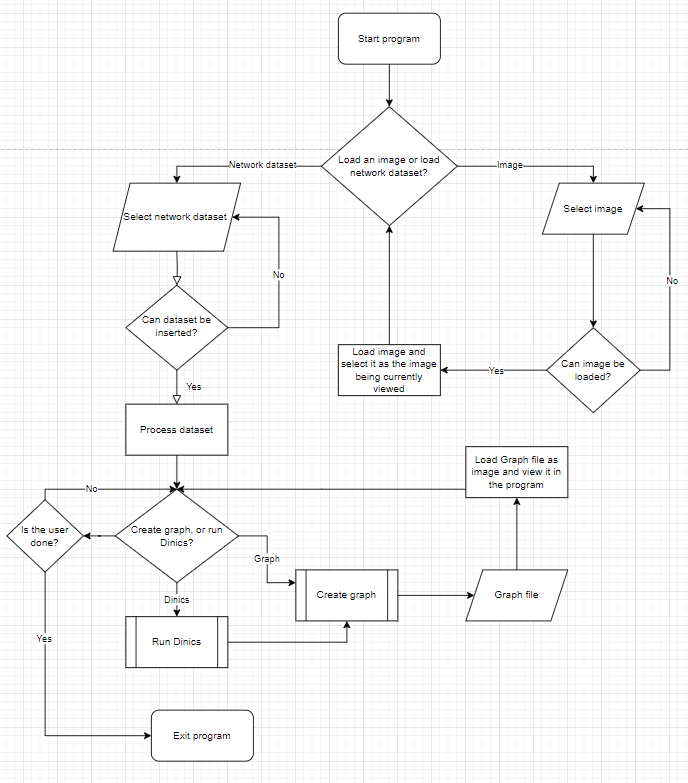 Start program
Load an image or load
network dataset?
Network dataset
Image
Select network dataset
Select image
No
No
Can dataset be
inserted?
Load image and
select it as the image
being currently
viewed
Yes
Can image be
loaded?
Yes
Process dataset
Load Graph file as
image and view it in
the program
No
Is the user
done?
Create graph, or run
Dinics?
Graph
Dinics
Create graph
Graph file
Yes
Run Dinics
Exit program